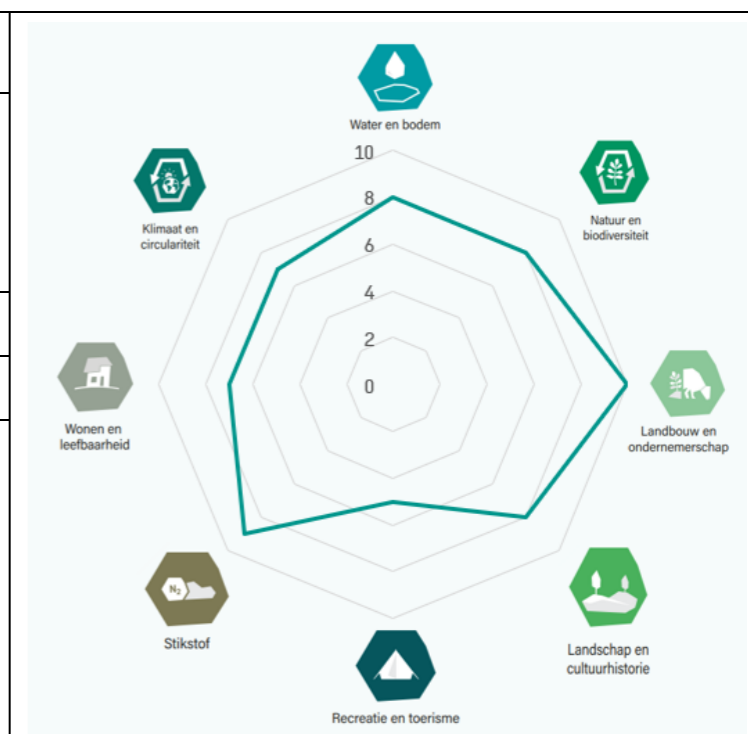 Water en bodem
10
8
6
4
2
0
Natuur en
biodiversiteit
Landbouw en
ondernemerschap
Landschap en
cultuurhistorie
Recreatie en toerisme
N₂
Stikstof
Wonen en
leefbaarheid
Klimaat en
circulariteit